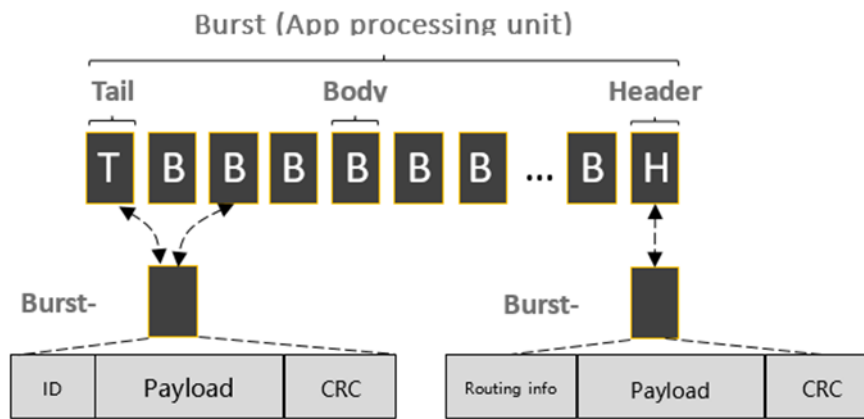 Burst (App processing unit)
Tail Body Header
T B B B B B B ... B H
Burst- Burst-
ID Payload CRC Routing info Payload CRC